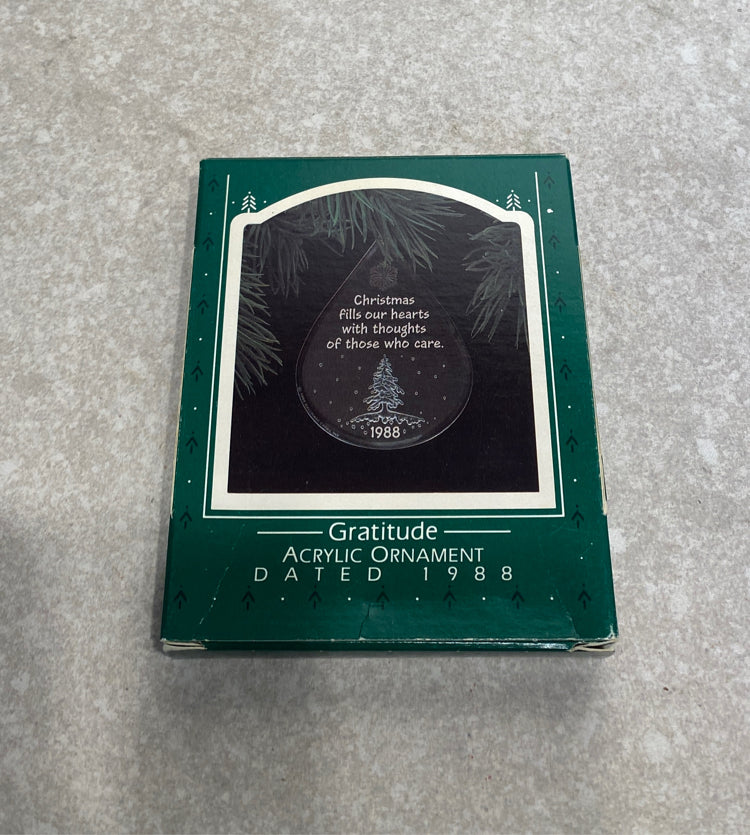 Christmas
fills our hearts
with thoughts
of those who care.
1988
Gratitude
ACRYLIC ORNAMENT
DATED 1988